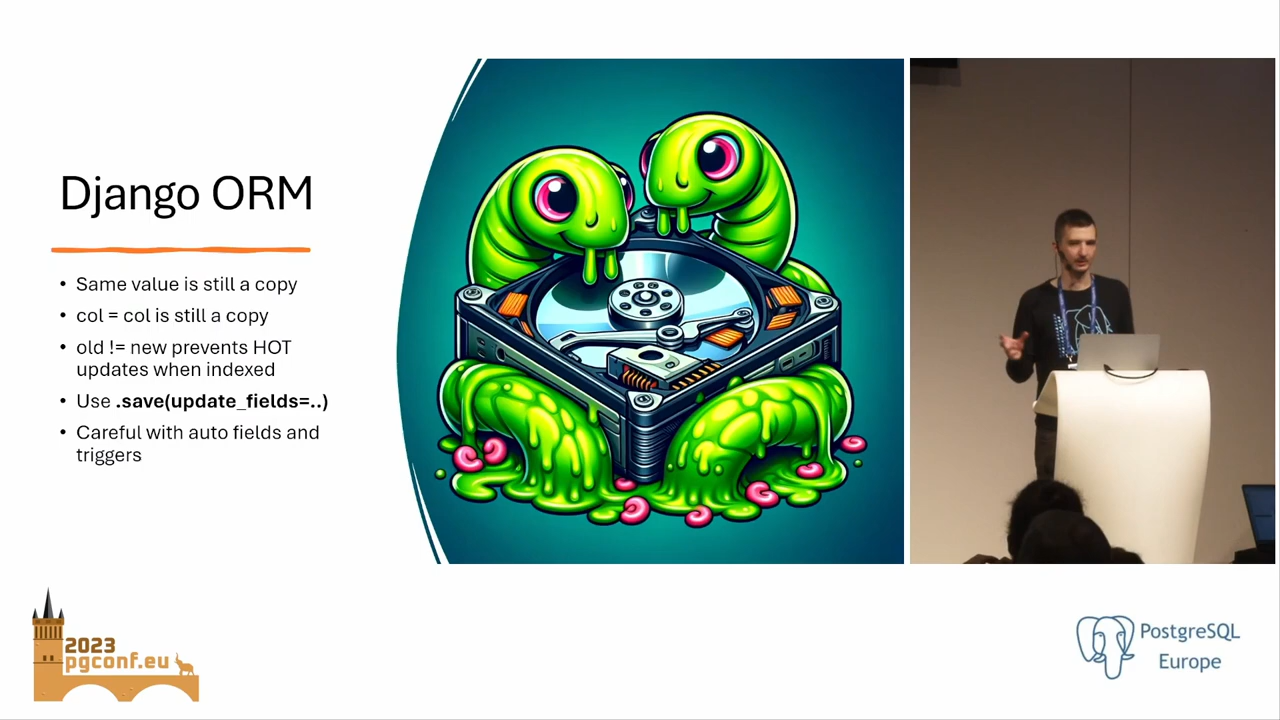 Django ORM
• Same value is still a copy
• col = col is still a copy
• old != new prevents HOT
updates when indexed
• Use .save(update_fields=..)
• Careful with auto fields and
triggers
2023
pgconf.eu
PostgreSQL
Europe